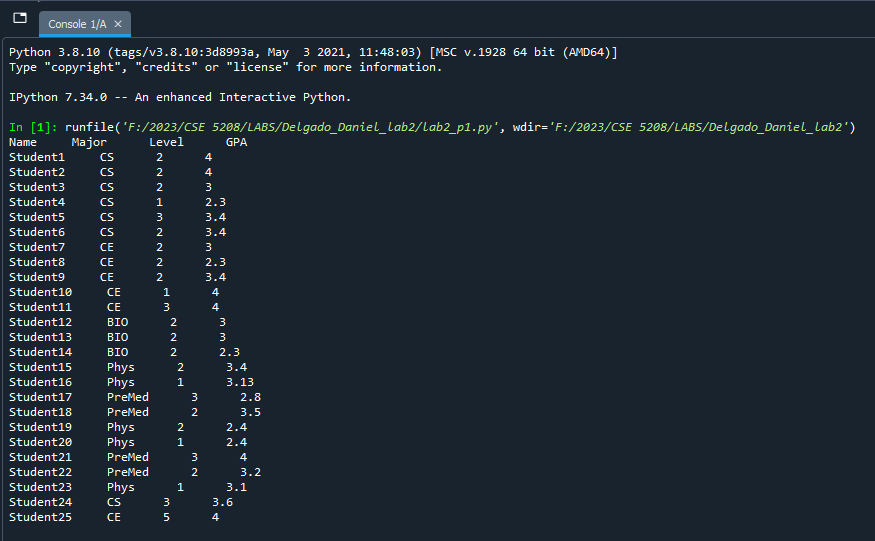 Console 1/A ×
Python 3.8.10 (tags/v3.8.10:3d8993a, May  3 2021, 11:48:03) [MSC v.1928 64 bit (AMD64)]
Type "copyright", "credits" or "license" for more information.
IPython 7.34.0 -- An enhanced Interactive Python.
In [1]: runfile('F:/2023/CSE 5208/LABS/Delgado_Daniel_lab2/lab2_p1.py', wdir='F:/2023/CSE 5208/LABS/Delgado_Daniel_lab2')
Name     Major      Level      GPA
Student1     CS      2      4
Student2     CS      2      4
Student3     CS      2      3
Student4     CS      1      2.3
Student5     CS      3      3.4
Student6     CS      2      3.4
Student7     CE      2      3
Student8     CE      2      2.3
Student9     CE      2      3.4
Student10     CE      1      4
Student11     CE      3      4
Student12     BIO      2      3
Student13     BIO      2      3
Student14     BIO      2      2.3
Student15     Phys      2      3.4
Student16     Phys      1      3.13
Student17     PreMed      3      2.8
Student18     PreMed      2      3.5
Student19     Phys      2      2.4
Student20     Phys      1      2.4
Student21     PreMed      3      4
Student22     PreMed      2      3.2
Student23     Phys      1      3.1
Student24     CS      3      3.6
Student25     CE      5      4